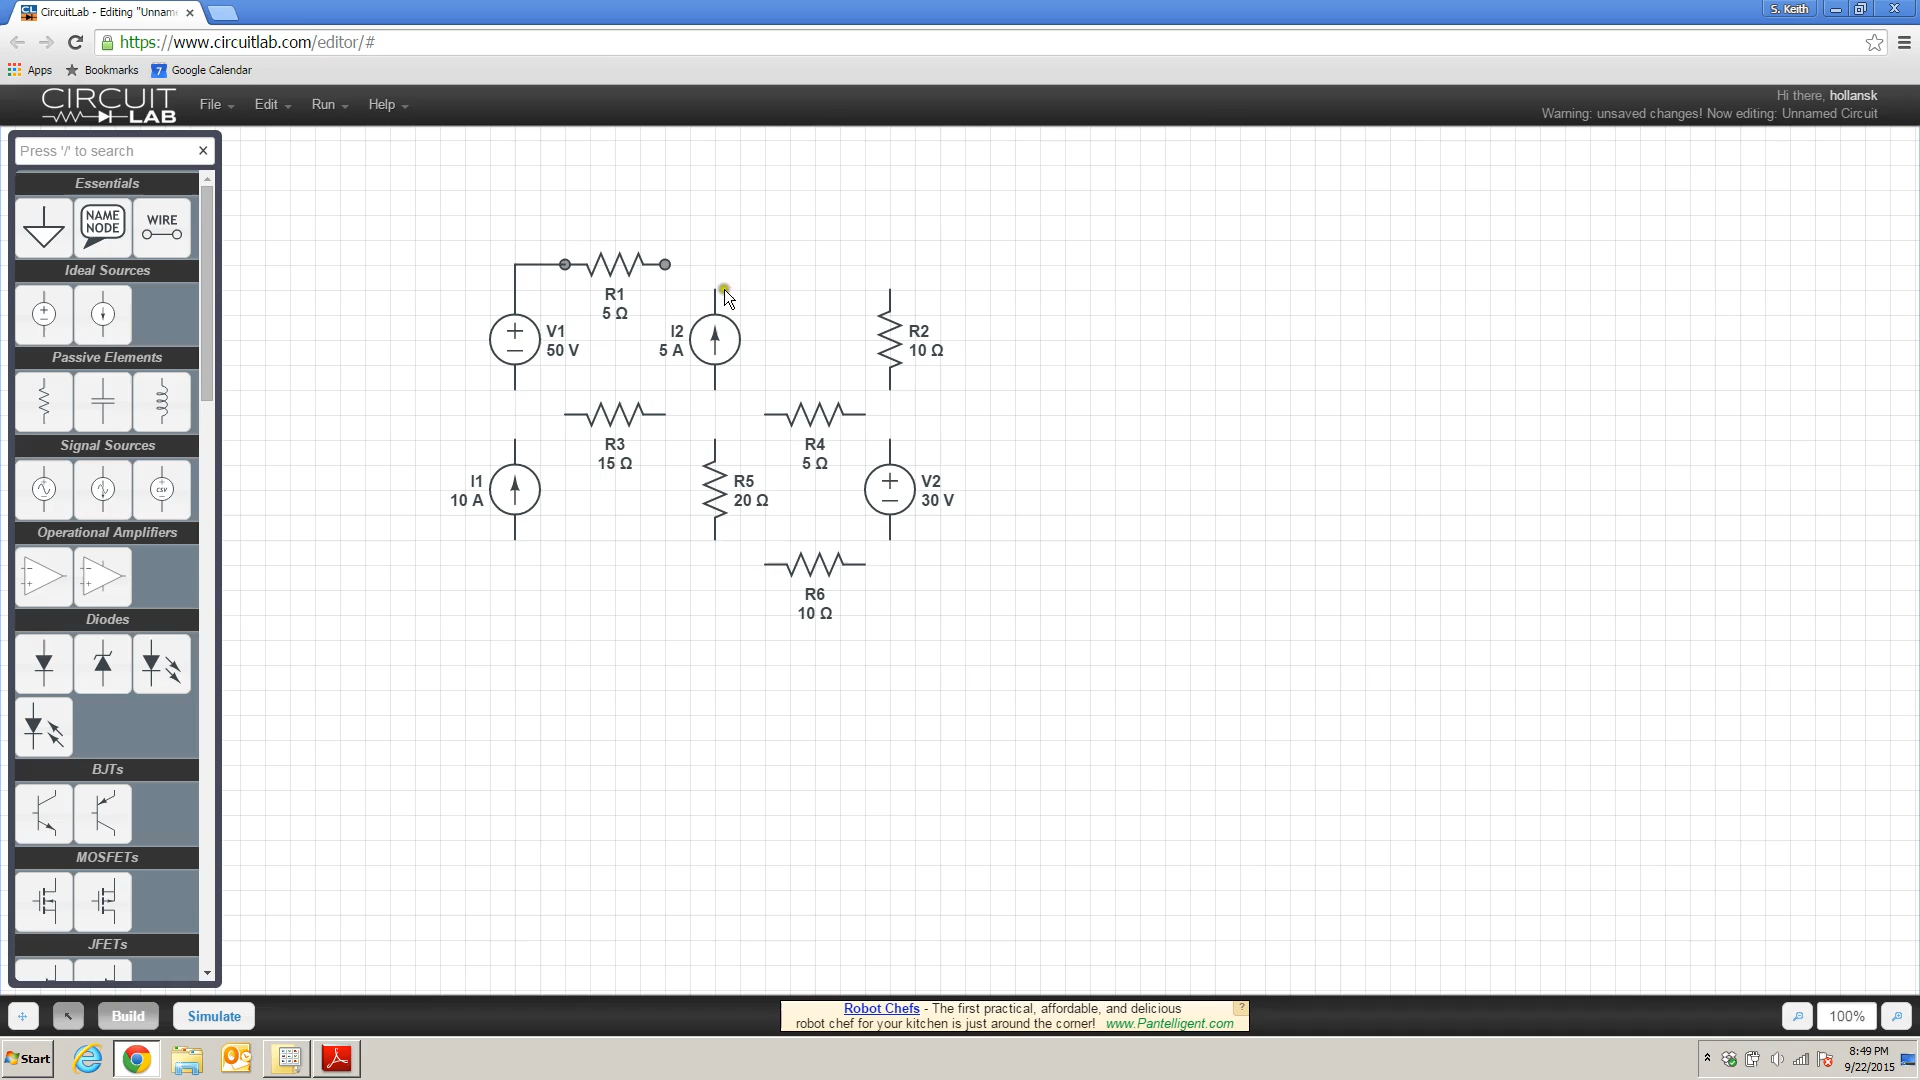 CircuitLab - Editing "Unnam
S. Keith
https://www.circuitlab.com/editor/#
Apps
Bookmarks
7
Google Calendar
CIRCUIT
LAB
File
Edit
Run
Help
Hi there, hollansk
Warning: unsaved changes! Now editing: Unnamed Circuit
Press '/' to search
Essentials
NAME
NODE
WIRE
Ideal Sources
Passive Elements
Signal Sources
CSV
Operational Amplifiers
Diodes
BJTs
MOSFETs
JFETs
R1
5 Ω
V1
50 V
I2
5 A
R2
10 Ω
R3
15 Ω
R4
5 Ω
I1
10 A
R5
20 Ω
V2
30 V
R6
10 Ω
Build
Simulate
Robot Chefs - The first practical, affordable, and delicious
robot chef for your kitchen is just around the corner! www.Pantelligent.com
?
100%
Start
8:49 PM
9/22/2015